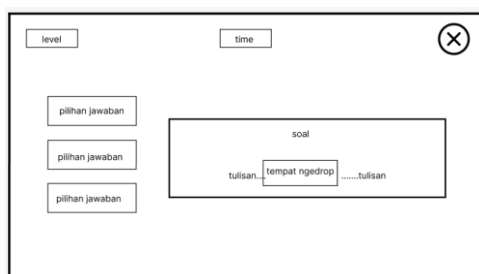 level
time
pilihan jawaban
pilihan jawaban
pilihan jawaban
soal
tulisan.... tempat ngedrop .......tulisan